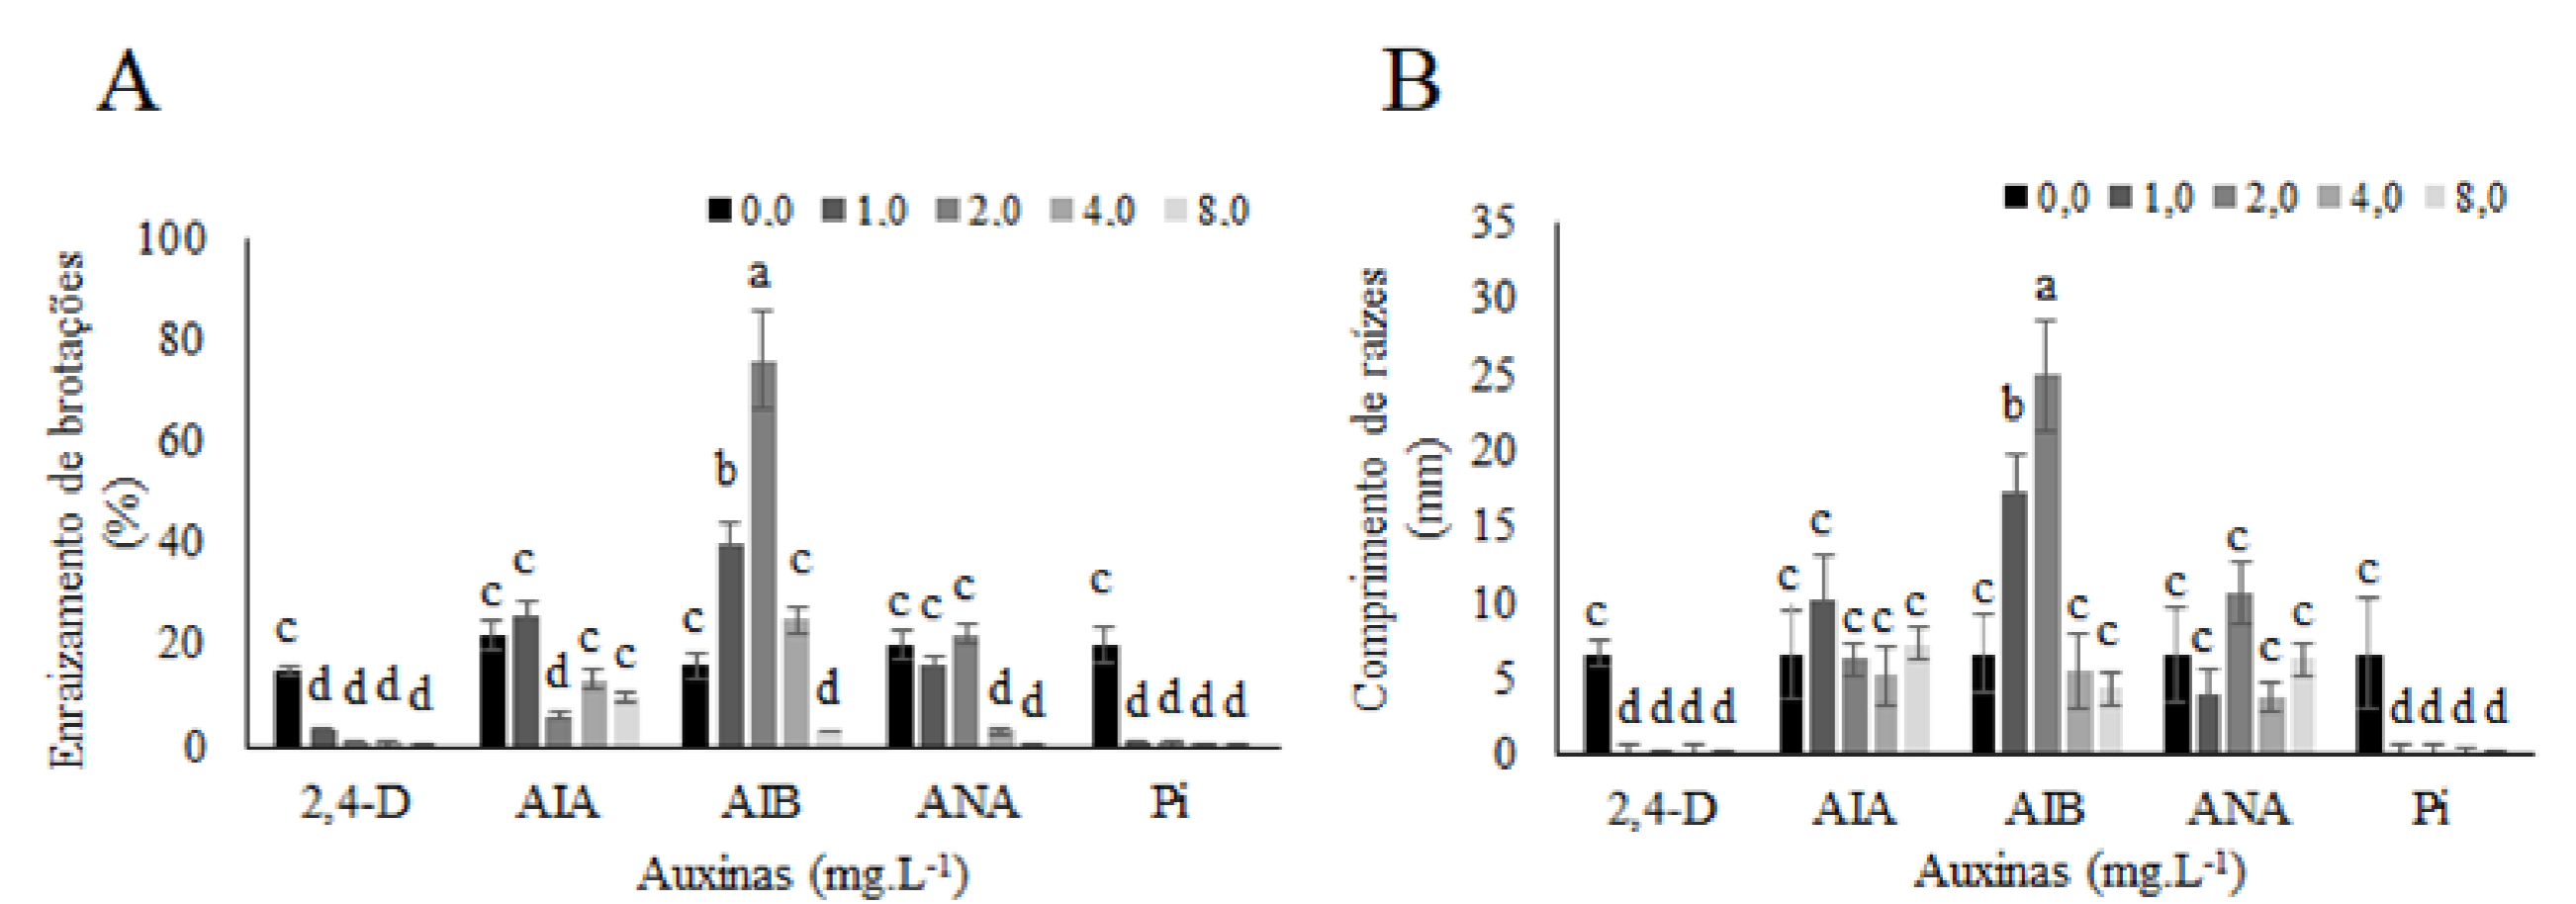 A
0.0 1.0 2.0 4.0 8.0
Enraizamento de brotações
(%)
100
80
60
40
20
0
c d d d d
c c d c c
c b a c d
c c c d d
c d d d d
2,4-D AIA AIB ANA Pi
Auxinas (mg.L-1)
B
0,0 1,0 2,0 4,0 8,0
Comprimento de raízes
(mm)
35
30
25
20
15
10
5
0
c d d d d
c c c c c
c b a c c
c c c c c
c d d d d
2,4-D AIA AIB ANA Pi
Auxinas (mg.L-1)